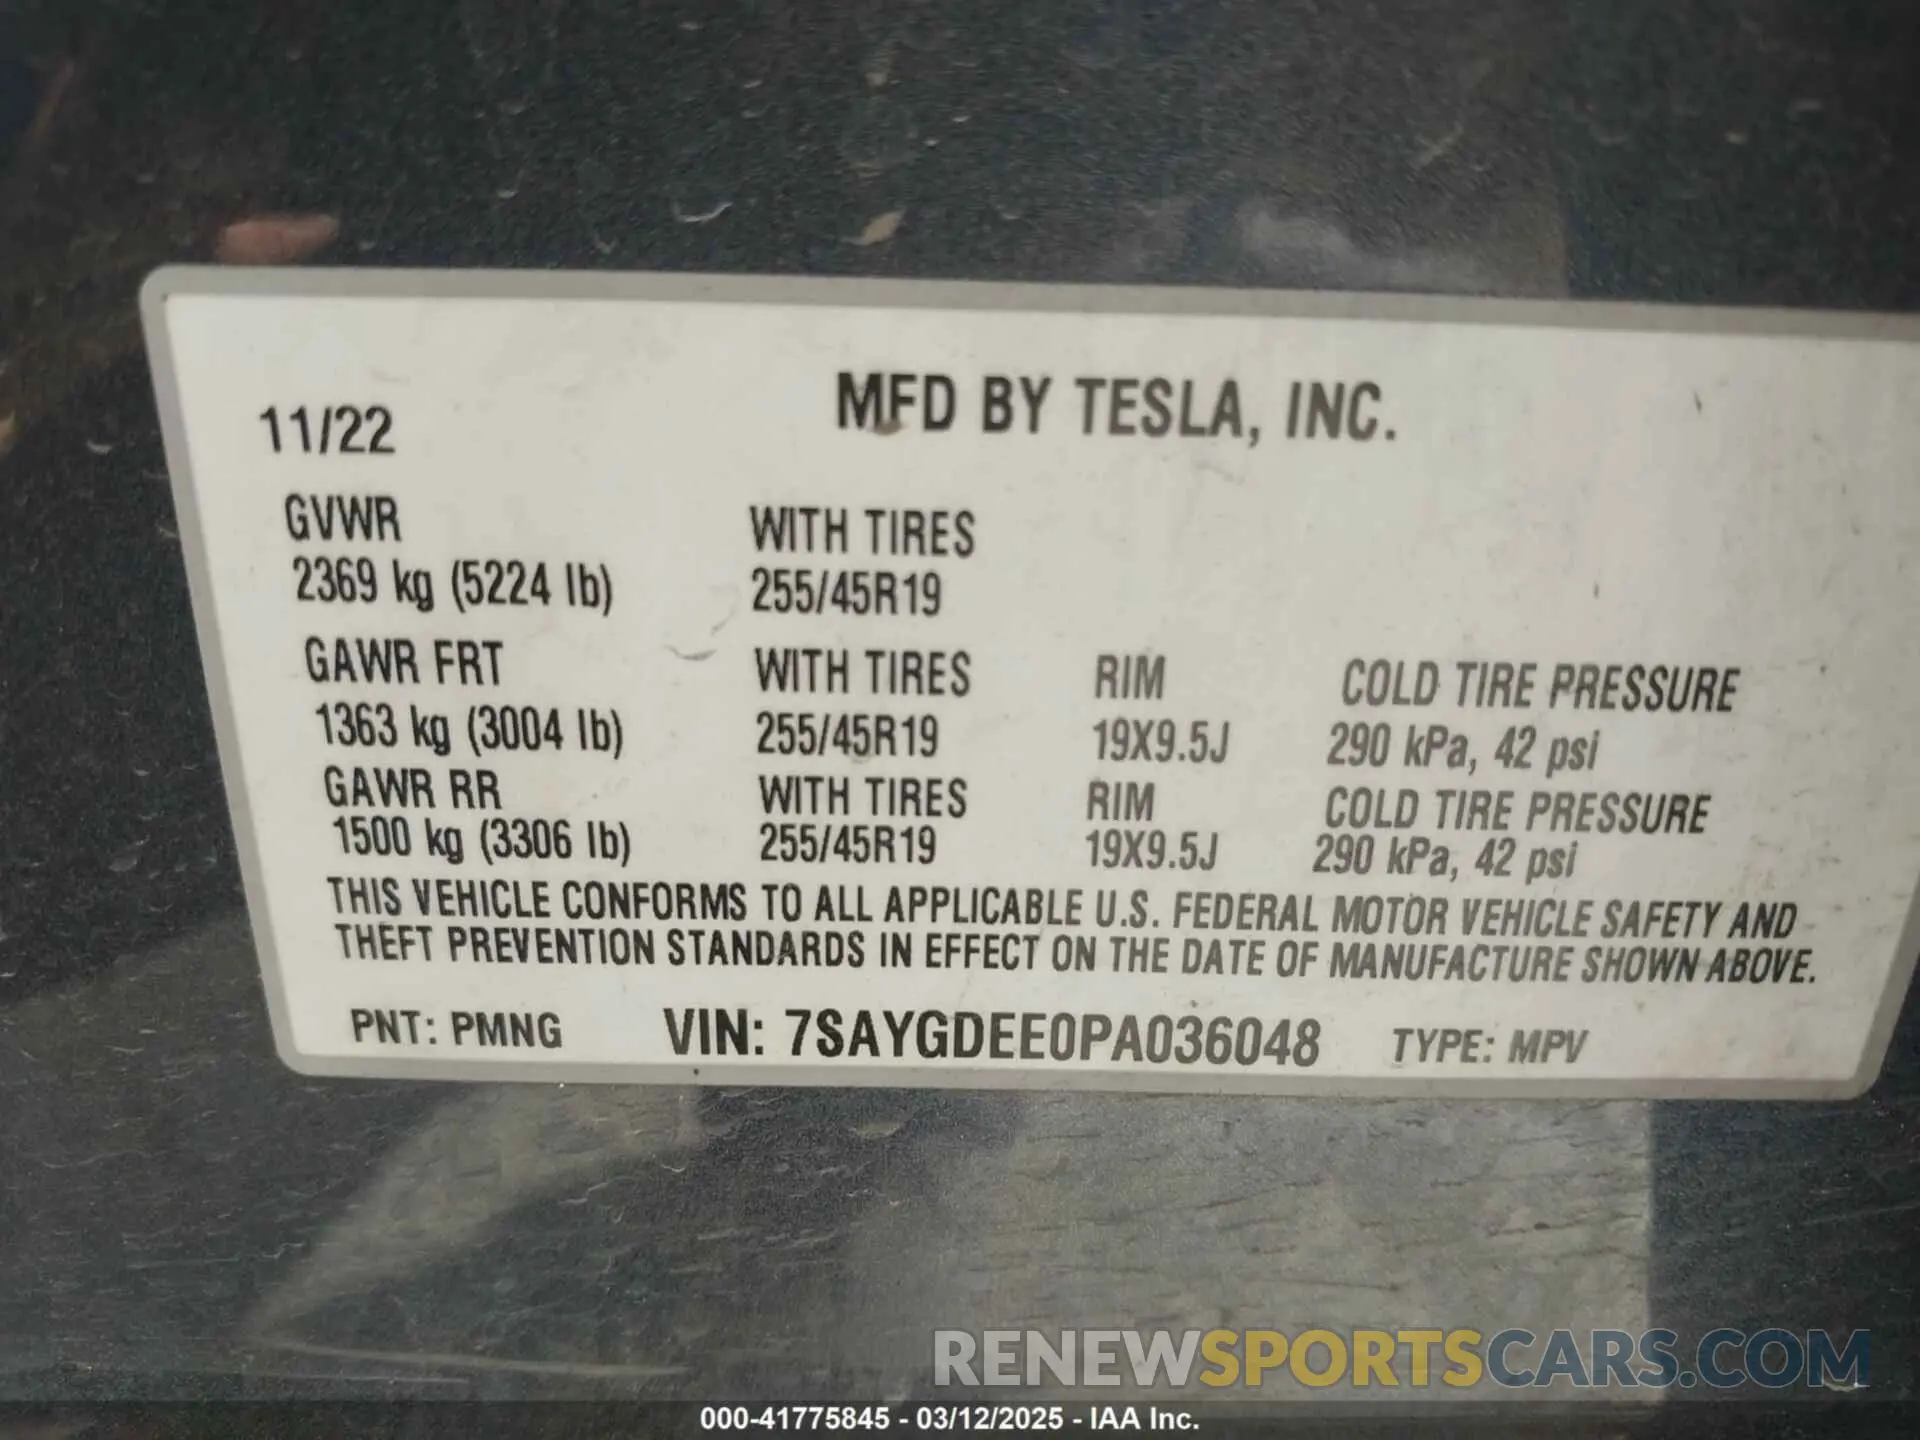 MFD BY TESLA, INC.
11/22
GVWR WITH TIRES
2369 kg (5224 lb) 255/45R19
GAWR FRT WITH TIRES RIM COLD TIRE PRESSURE
1363 kg (3004 lb) 255/45R19 19X9.5J 290 kPa, 42 psi
GAWR RR WITH TIRES RIM COLD TIRE PRESSURE
1500 kg (3306 lb) 255/45R19 19X9.5J 290 kPa, 42 psi
THIS VEHICLE CONFORMS TO ALL APPLICABLE U.S. FEDERAL MOTOR VEHICLE SAFETY AND
THEFT PREVENTION STANDARDS IN EFFECT ON THE DATE OF MANUFACTURE SHOWN ABOVE.
PNT: PMNG VIN: 7SAYGDEE0PA036048 TYPE: MPV
RENEWSPORTSCARS.COM
000-41775845 - 03/12/2025 - IAA Inc.